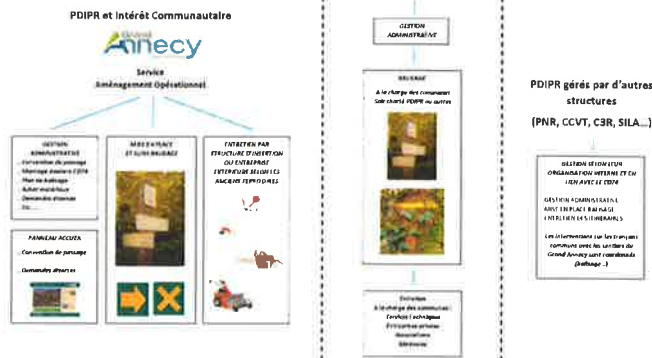 PDIPR et Intérêt Communautaire
Grand
Annecy
Service
Aménagement Opérationnel
GESTION
ADMINISTRATIVE
Convention de passage
Montage dossiers CD74
Plan de balisage
Achat matériaux
Demandes diverses
Etc
MISE EN PLACE
ET SUIVI BALISAGE
ENTRETIEN PAR
STRUCTURE D'INSERTION
OU ENTREPRISE
EXTERIEURE SELON LES
ANCIENS TERRITOIRES
PANNEAU ACCUEIL
Convention de passage
Demandes diverses
GESTION
ADMINISTRATIVE
BALISAGE
A la charge des communes
Soit charte PDIPR ou autres
Entretien
A la charge des communes :
Services Techniques
Entreprises privées
Associations
Bénévoles
PDIPR gérés par d'autres
structures
(PNR, CCVT, C3R, SILA...)
GESTION SELON LEUR
ORGANISATION INTERNE ET EN
LIEN AVEC LE CD74
GESTION ADMINISTRATIVE
MISE EN PLACE BALISAGE
ENTRETIEN DES ITINERAIRES
Les interventions sur les tronçons
communs avec les sentiers de
Grand Annecy sont coordonnés
(balisage...)